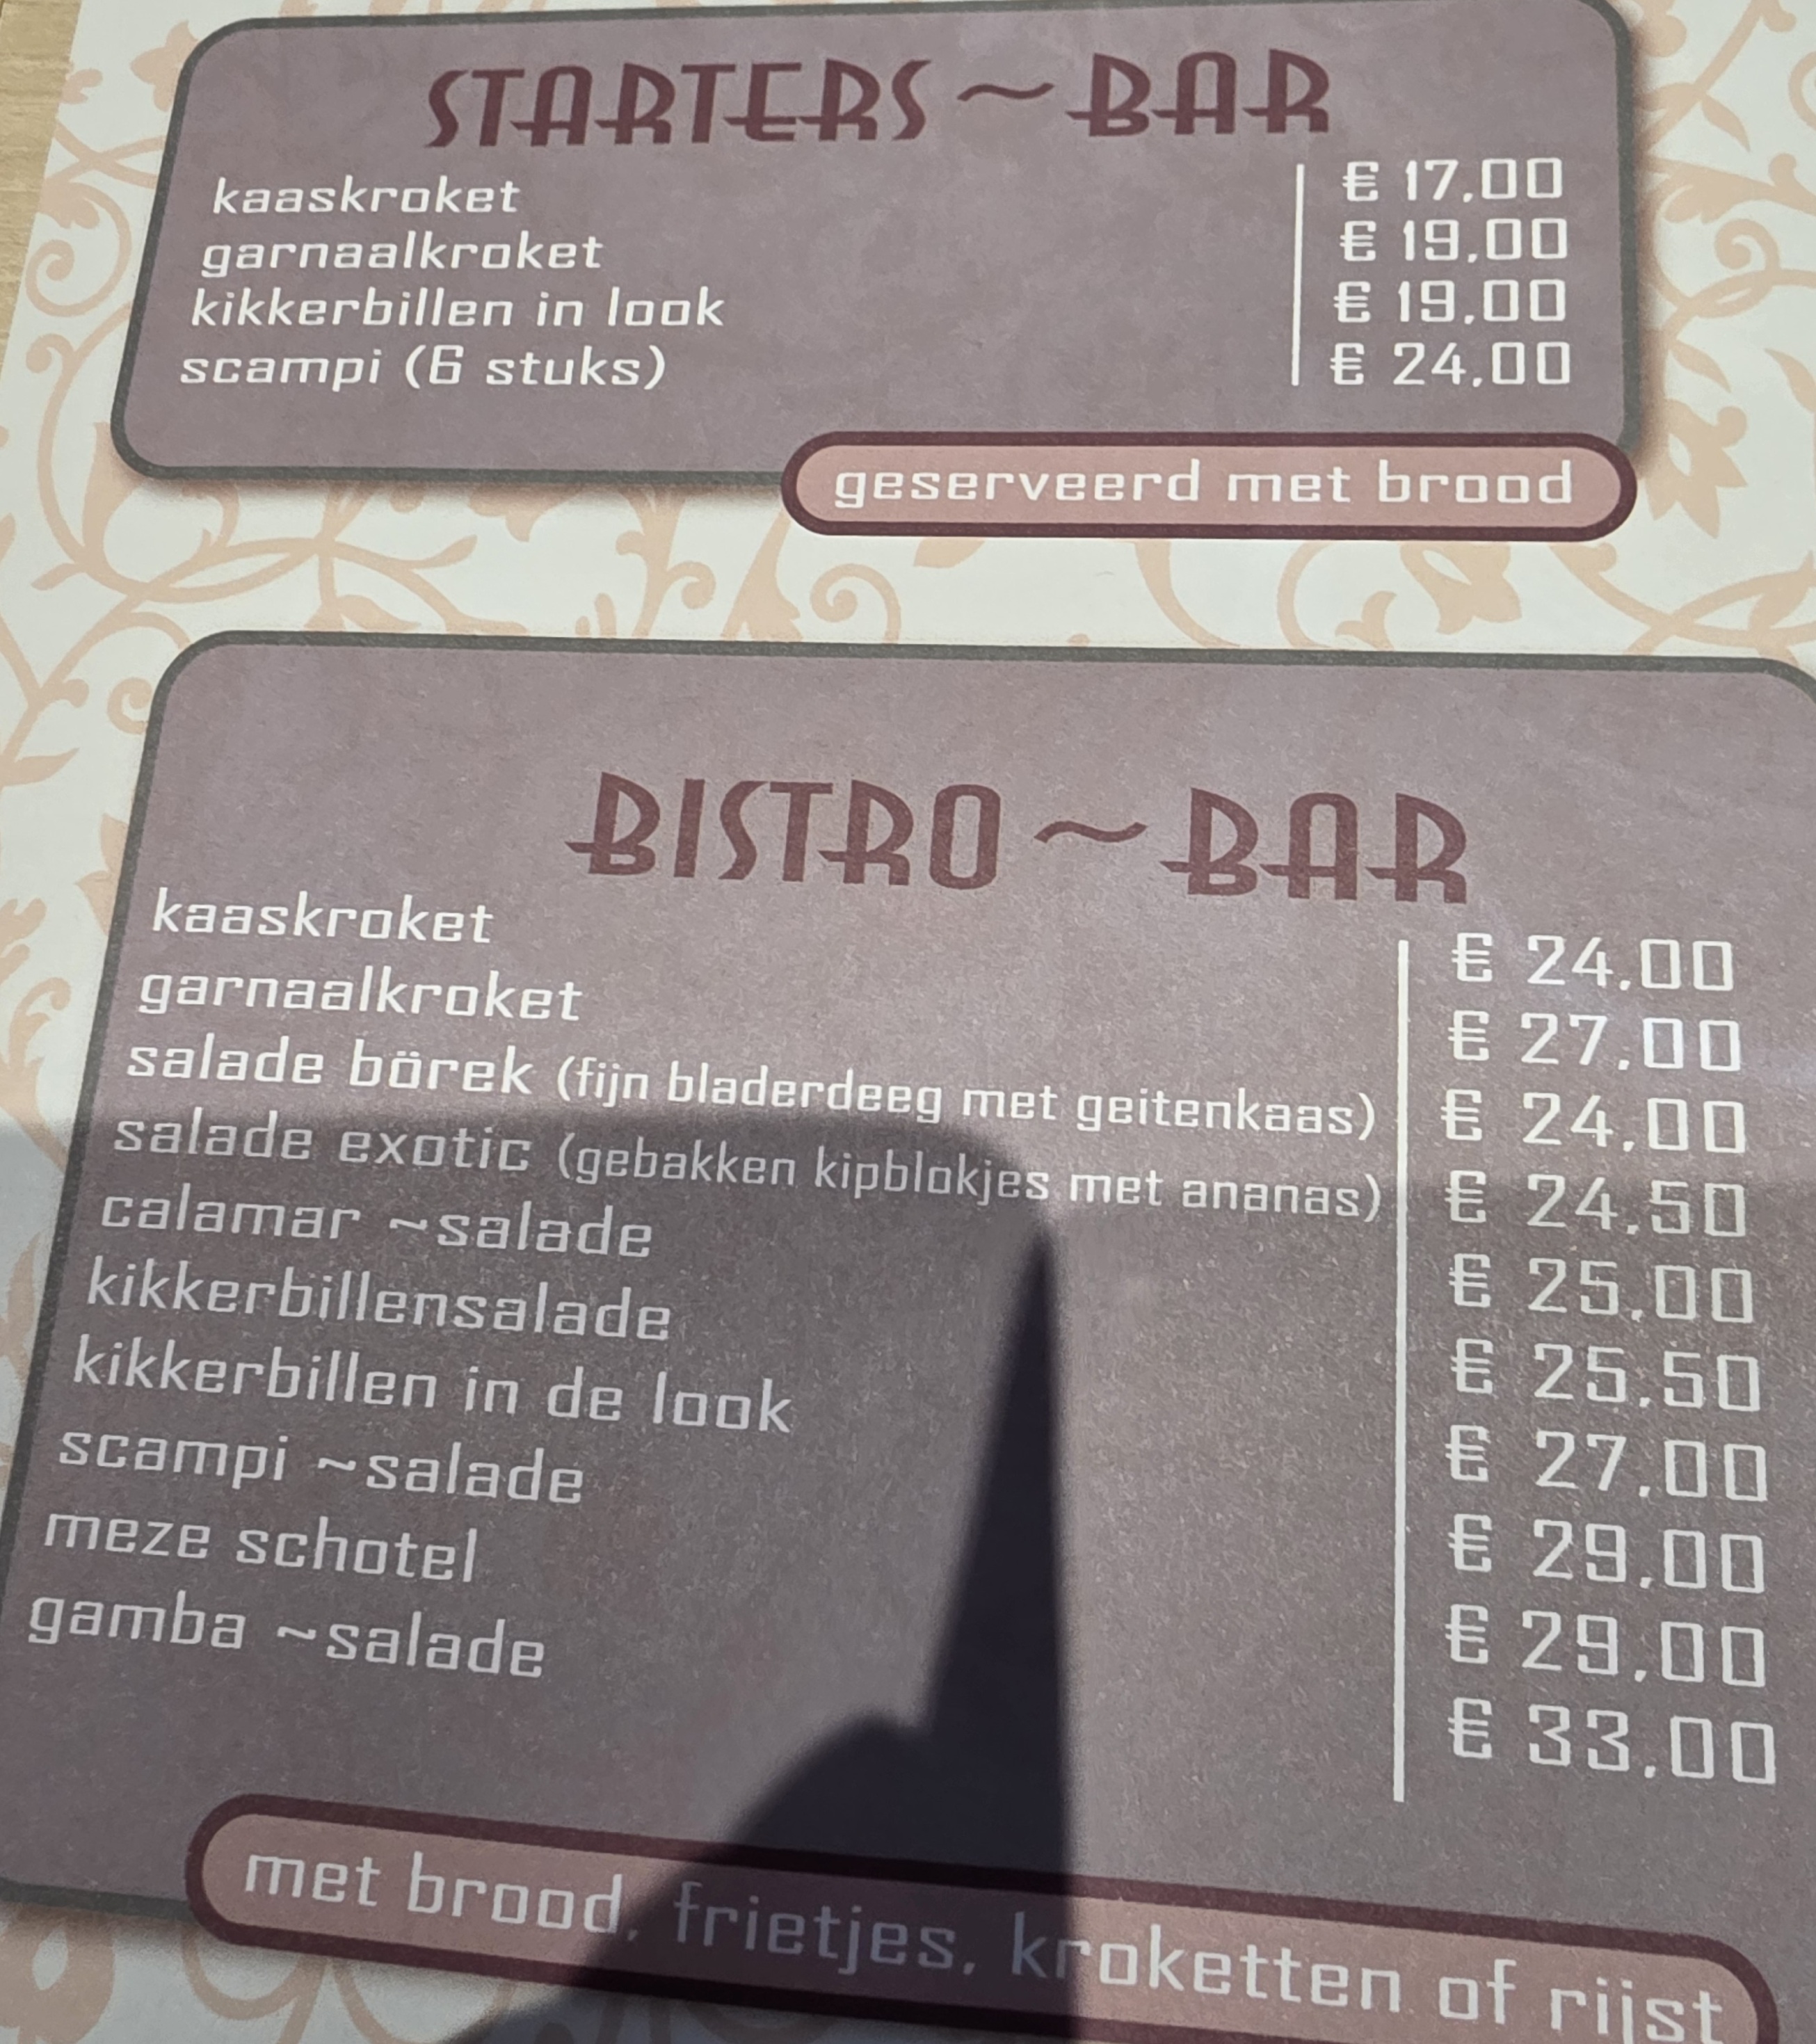 STARTERS ~ BAR
kaaskroket € 17,00
garnaalkroket € 19,00
kikkerbillen in look € 19,00
scampi (6 stuks) € 24,00
geserveerd met brood
BISTRO ~ BAR
kaaskroket € 24,00
garnaalkroket € 27,00
salade börek (fijn bladerdeeg met geitenkaas) € 24,00
salade exotic (gebakken kipblokjes met ananas) € 24,50
calamar ~salade € 25,00
kikkerbillensalade € 25,50
kikkerbillen in de look € 27,00
scampi ~salade € 29,00
meze schotel € 29,00
gamba ~salade € 33,00
met brood, frietjes, kroketten of rijst